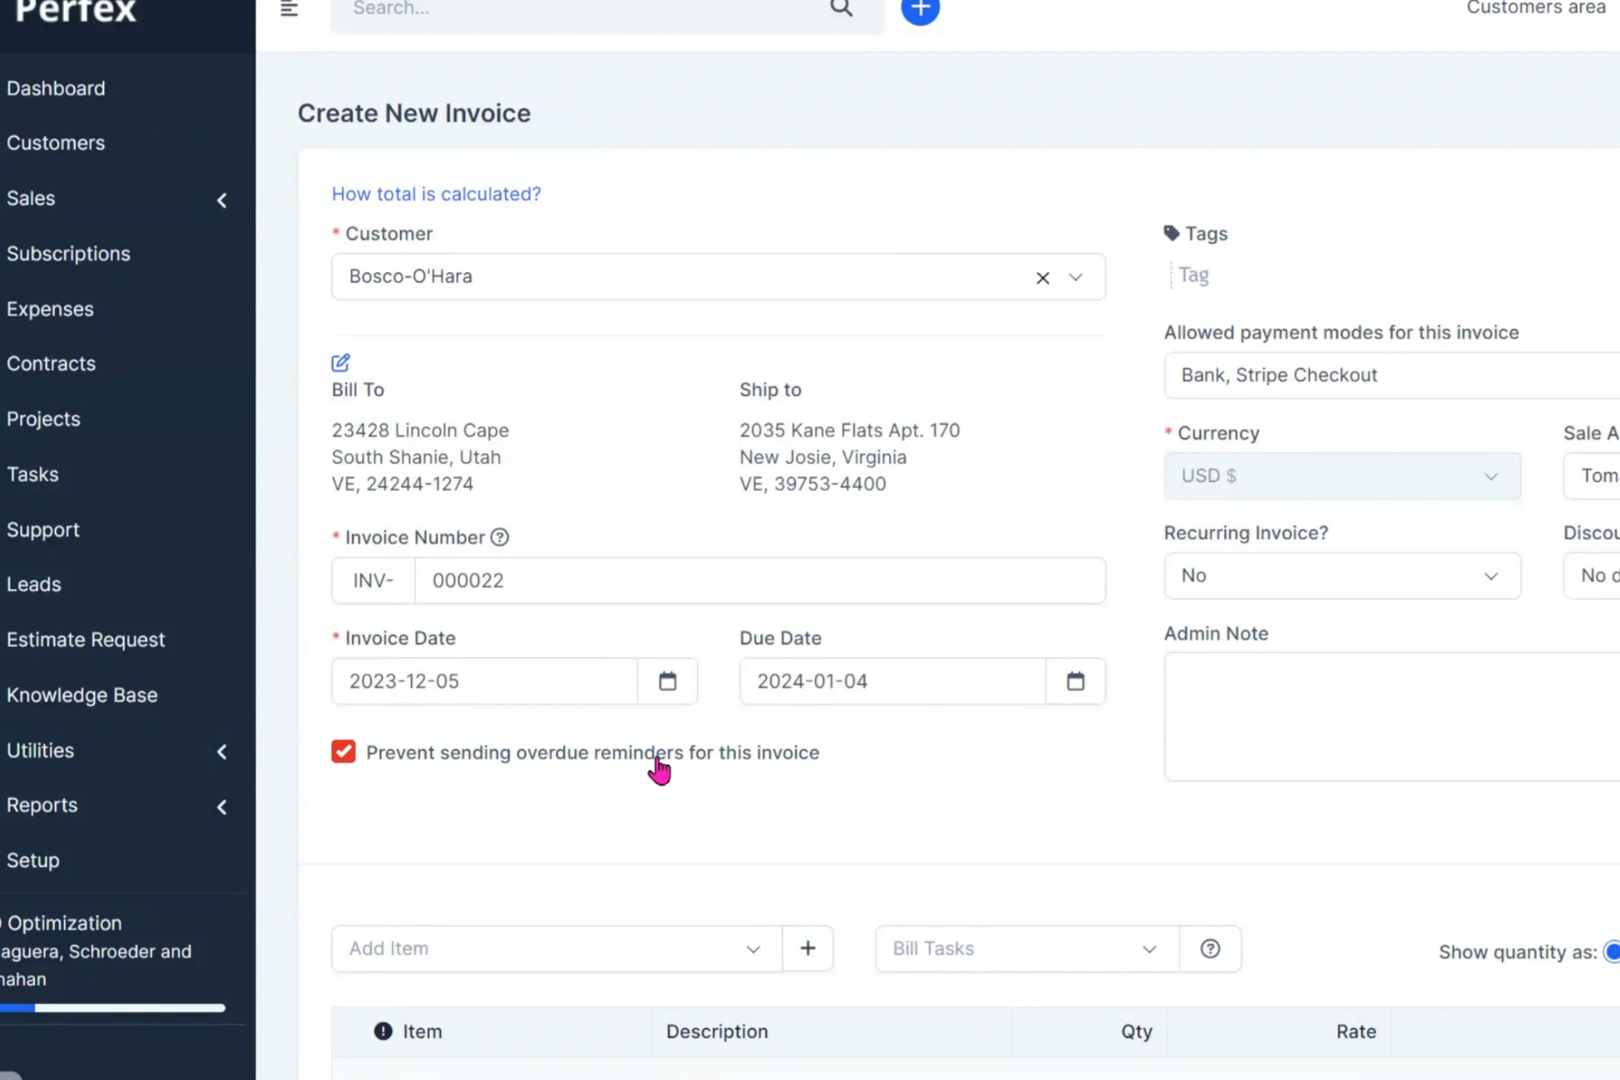 Perfex
Search...
Customers area
Dashboard
Customers
Sales
Subscriptions
Expenses
Contracts
Projects
Tasks
Support
Leads
Estimate Request
Knowledge Base
Utilities
Reports
Setup
Optimization
aguera, Schroeder and
nahan
Create New Invoice
How total is calculated?
* Customer
Bosco-O'Hara
Bill To
23428 Lincoln Cape
South Shanie, Utah
VE, 24244-1274
Ship to
2035 Kane Flats Apt. 170
New Josie, Virginia
VE, 39753-4400
* Invoice Number
INV- 000022
* Invoice Date
2023-12-05
Due Date
2024-01-04
Prevent sending overdue reminders for this invoice
Tags
Tag
Allowed payment modes for this invoice
Bank, Stripe Checkout
* Currency
USD $
Sale A
Recurring Invoice?
No
Discou
No d
Admin Note
Add Item
Bill Tasks
Show quantity as:
Item Description Qty Rate